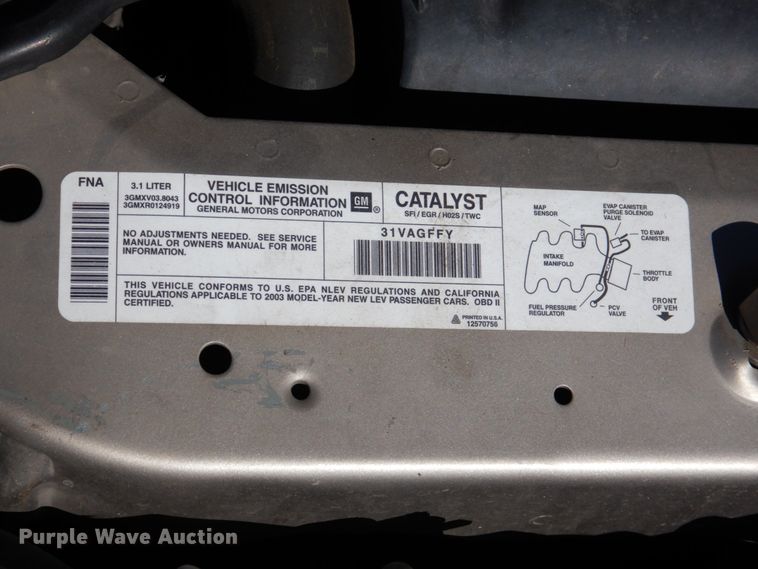 FNA
3.1 LITER
3GMXV03.8043
3GMXR0124919
VEHICLE EMISSION
CONTROL INFORMATION
GENERAL MOTORS CORPORATION
GM ®
CATALYST
SFI / EGR / H02S / TWC
NO ADJUSTMENTS NEEDED. SEE SERVICE
MANUAL OR OWNERS MANUAL FOR MORE
INFORMATION.
31VAGFFY
THIS VEHICLE CONFORMS TO U.S. EPA NLEV REGULATIONS AND CALIFORNIA
REGULATIONS APPLICABLE TO 2003 MODEL-YEAR NEW LEV PASSENGER CARS. OBD II
CERTIFIED.
PRINTED IN U.S.A.
12570756
MAP
SENSOR
EVAP CANISTER
PURGE SOLENOID
VALVE
TO EVAP
CANISTER
INTAKE
MANIFOLD
THROTTLE
BODY
FUEL PRESSURE
REGULATOR
PCV
VALVE
FRONT
OF VEH
Purple Wave Auction